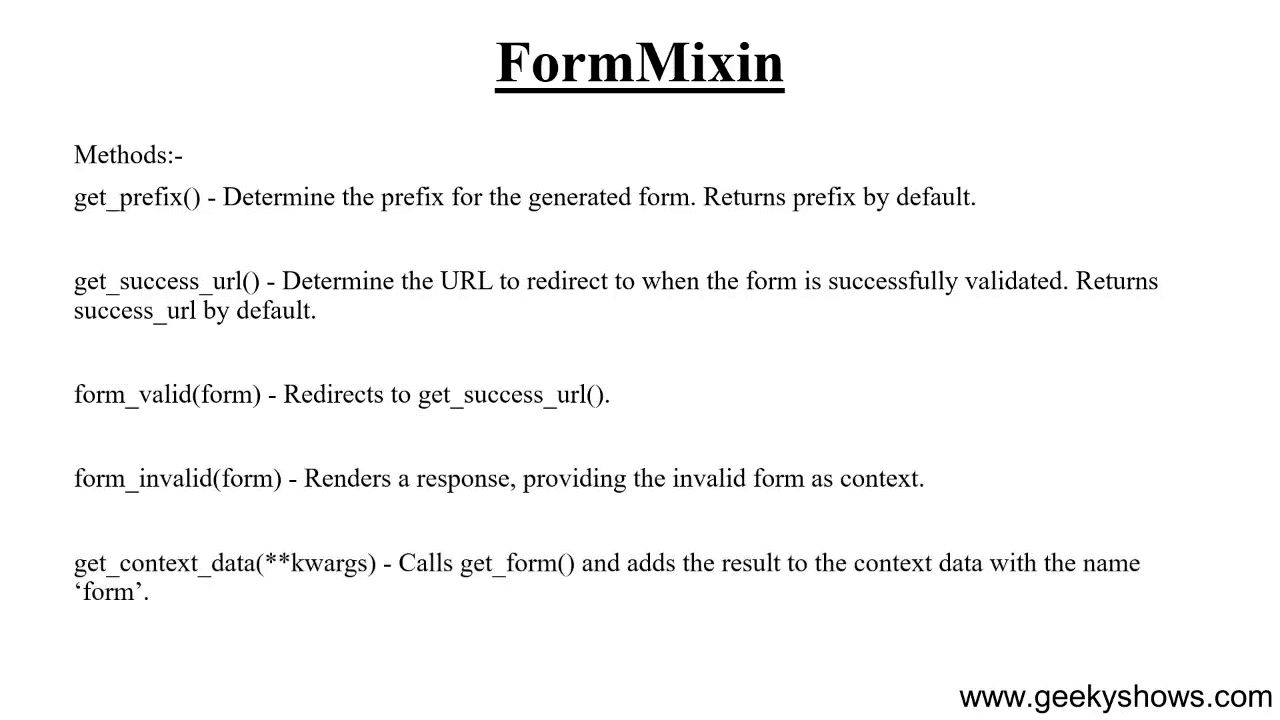 FormMixin
Methods:-
get_prefix() - Determine the prefix for the generated form. Returns prefix by default.
get_success_url() - Determine the URL to redirect to when the form is successfully validated. Returns
success_url by default.
form_valid(form) - Redirects to get_success_url().
form_invalid(form) - Renders a response, providing the invalid form as context.
get_context_data(**kwargs) - Calls get_form() and adds the result to the context data with the name
‘form’.
www.geekyshows.com